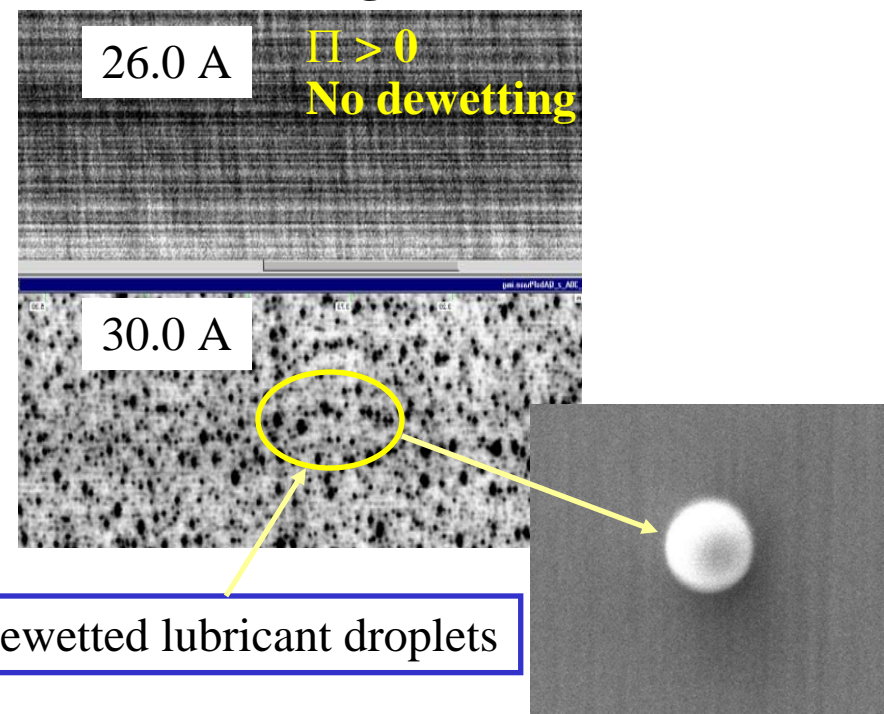 26.0 A
Π > 0
No dewetting
30.0 A
ewetted lubricant droplets